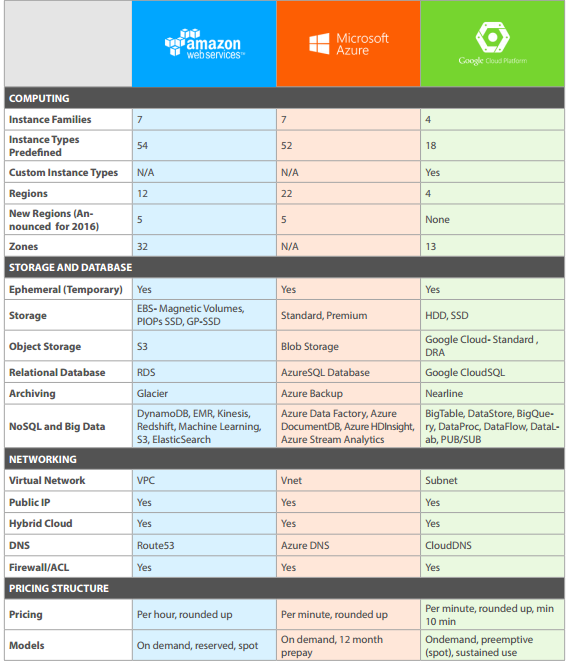 amazon
web services™
Microsoft
Azure
Google Cloud Platform
COMPUTING
Instance Families 7 7 4
Instance Types
Predefined 54 52 18
Custom Instance Types N/A N/A Yes
Regions 12 22 4
New Regions (An-
nounced for 2016) 5 5 None
Zones 32 N/A 13
STORAGE AND DATABASE
Ephemeral (Temporary) Yes Yes Yes
Storage EBS- Magnetic Volumes,
PIOPs SSD, GP-SSD Standard, Premium HDD, SSD
Object Storage S3 Blob Storage Google Cloud- Standard ,
DRA
Relational Database RDS AzureSQL Database Google CloudSQL
Archiving Glacier Azure Backup Nearline
NoSQL and Big Data
DynamoDB, EMR, Kinesis,
Redshift, Machine Learning,
S3, ElasticSearch
Azure Data Factory, Azure
DocumentDB, Azure HDInsight,
Azure Stream Analytics
BigTable, DataStore, BigQue-
ry, DataProc, DataFlow, DataL-
ab, PUB/SUB
NETWORKING
Virtual Network VPC Vnet Subnet
Public IP Yes Yes Yes
Hybrid Cloud Yes Yes Yes
DNS Route53 Azure DNS CloudDNS
Firewall/ACL Yes Yes Yes
PRICING STRUCTURE
Pricing Per hour, rounded up Per minute, rounded up Per minute, rounded up, min
10 min
Models On demand, reserved, spot On demand, 12 month
prepay
Ondemand, preemptive
(spot), sustained use